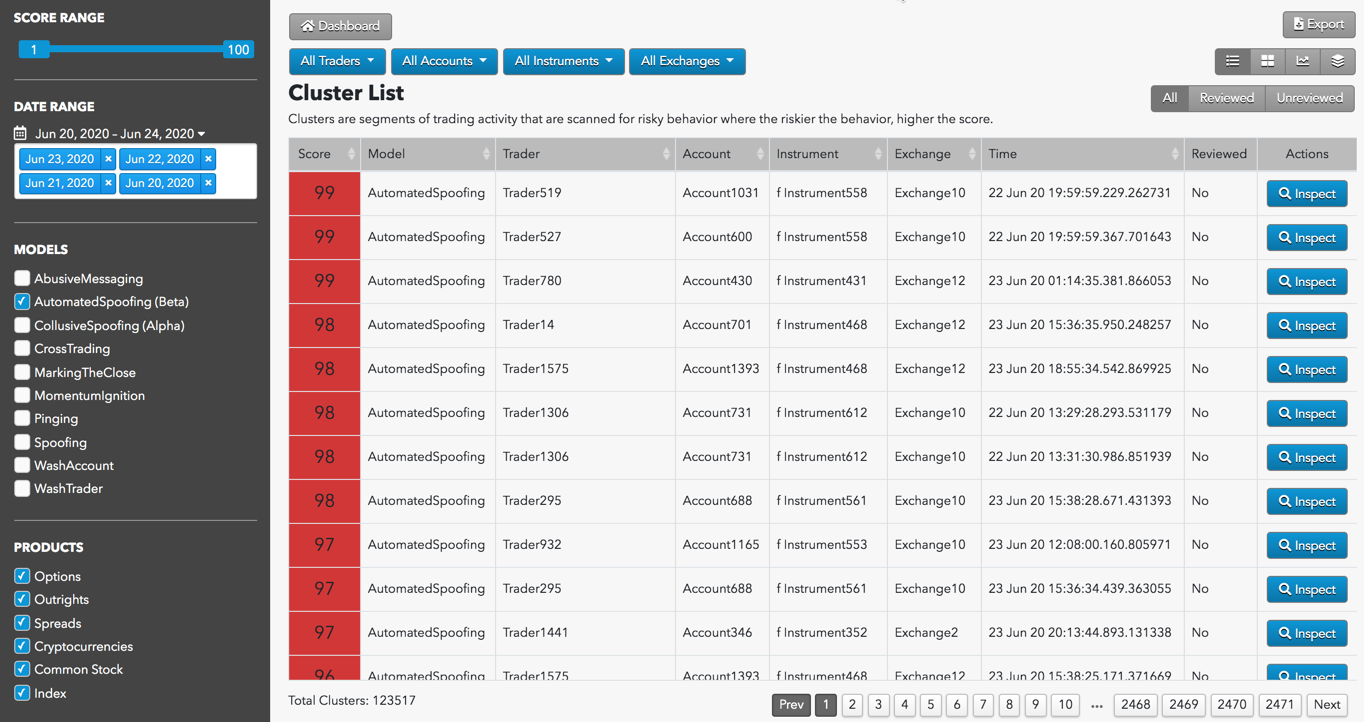 SCORE RANGE
1 100
DATE RANGE
Jun 20, 2020 - Jun 24, 2020
Jun 23, 2020 × Jun 22, 2020 ×
Jun 21, 2020 × Jun 20, 2020 ×
MODELS
AbusiveMessaging
AutomatedSpoofing (Beta)
CollusiveSpoofing (Alpha)
CrossTrading
MarkingTheClose
MomentumIgnition
Pinging
Spoofing
WashAccount
WashTrader
PRODUCTS
Options
Outrights
Spreads
Cryptocurrencies
Common Stock
Index
Dashboard Export
All Traders All Accounts All Instruments All Exchanges
Cluster List
All Reviewed Unreviewed
Clusters are segments of trading activity that are scanned for risky behavior where the riskier the behavior, higher the score.
Score Model Trader Account Instrument Exchange Time Reviewed Actions
99 AutomatedSpoofing Trader519 Account1031 f Instrument558 Exchange10 22 Jun 20 19:59:59.229.262731 No Inspect
99 AutomatedSpoofing Trader527 Account600 f Instrument558 Exchange10 22 Jun 20 19:59:59.367.701643 No Inspect
99 AutomatedSpoofing Trader780 Account430 f Instrument431 Exchange12 23 Jun 20 01:14:35.381.866053 No Inspect
98 AutomatedSpoofing Trader14 Account701 f Instrument468 Exchange12 23 Jun 20 15:36:35.950.248257 No Inspect
98 AutomatedSpoofing Trader1575 Account1393 f Instrument468 Exchange12 23 Jun 20 18:55:34.542.869925 No Inspect
98 AutomatedSpoofing Trader1306 Account731 f Instrument612 Exchange10 22 Jun 20 13:29:28.293.531179 No Inspect
98 AutomatedSpoofing Trader1306 Account731 f Instrument612 Exchange10 22 Jun 20 13:31:30.986.851939 No Inspect
98 AutomatedSpoofing Trader295 Account688 f Instrument561 Exchange10 23 Jun 20 15:38:28.671.431393 No Inspect
97 AutomatedSpoofing Trader932 Account1165 f Instrument553 Exchange10 23 Jun 20 12:08:00.160.805971 No Inspect
97 AutomatedSpoofing Trader295 Account688 f Instrument561 Exchange10 23 Jun 20 15:36:34.439.363055 No Inspect
97 AutomatedSpoofing Trader1441 Account346 f Instrument352 Exchange2 23 Jun 20 20:13:44.893.131338 No Inspect
96 AutomatedSpoofing Trader1575 Account1393 f Instrument468 Exchange12 23 Jun 20 15:38:25.171.371669 No Inspect
Total Clusters: 123517
Prev 1 2 3 4 5 6 7 8 9 10 ... 2468 2469 2470 2471 Next